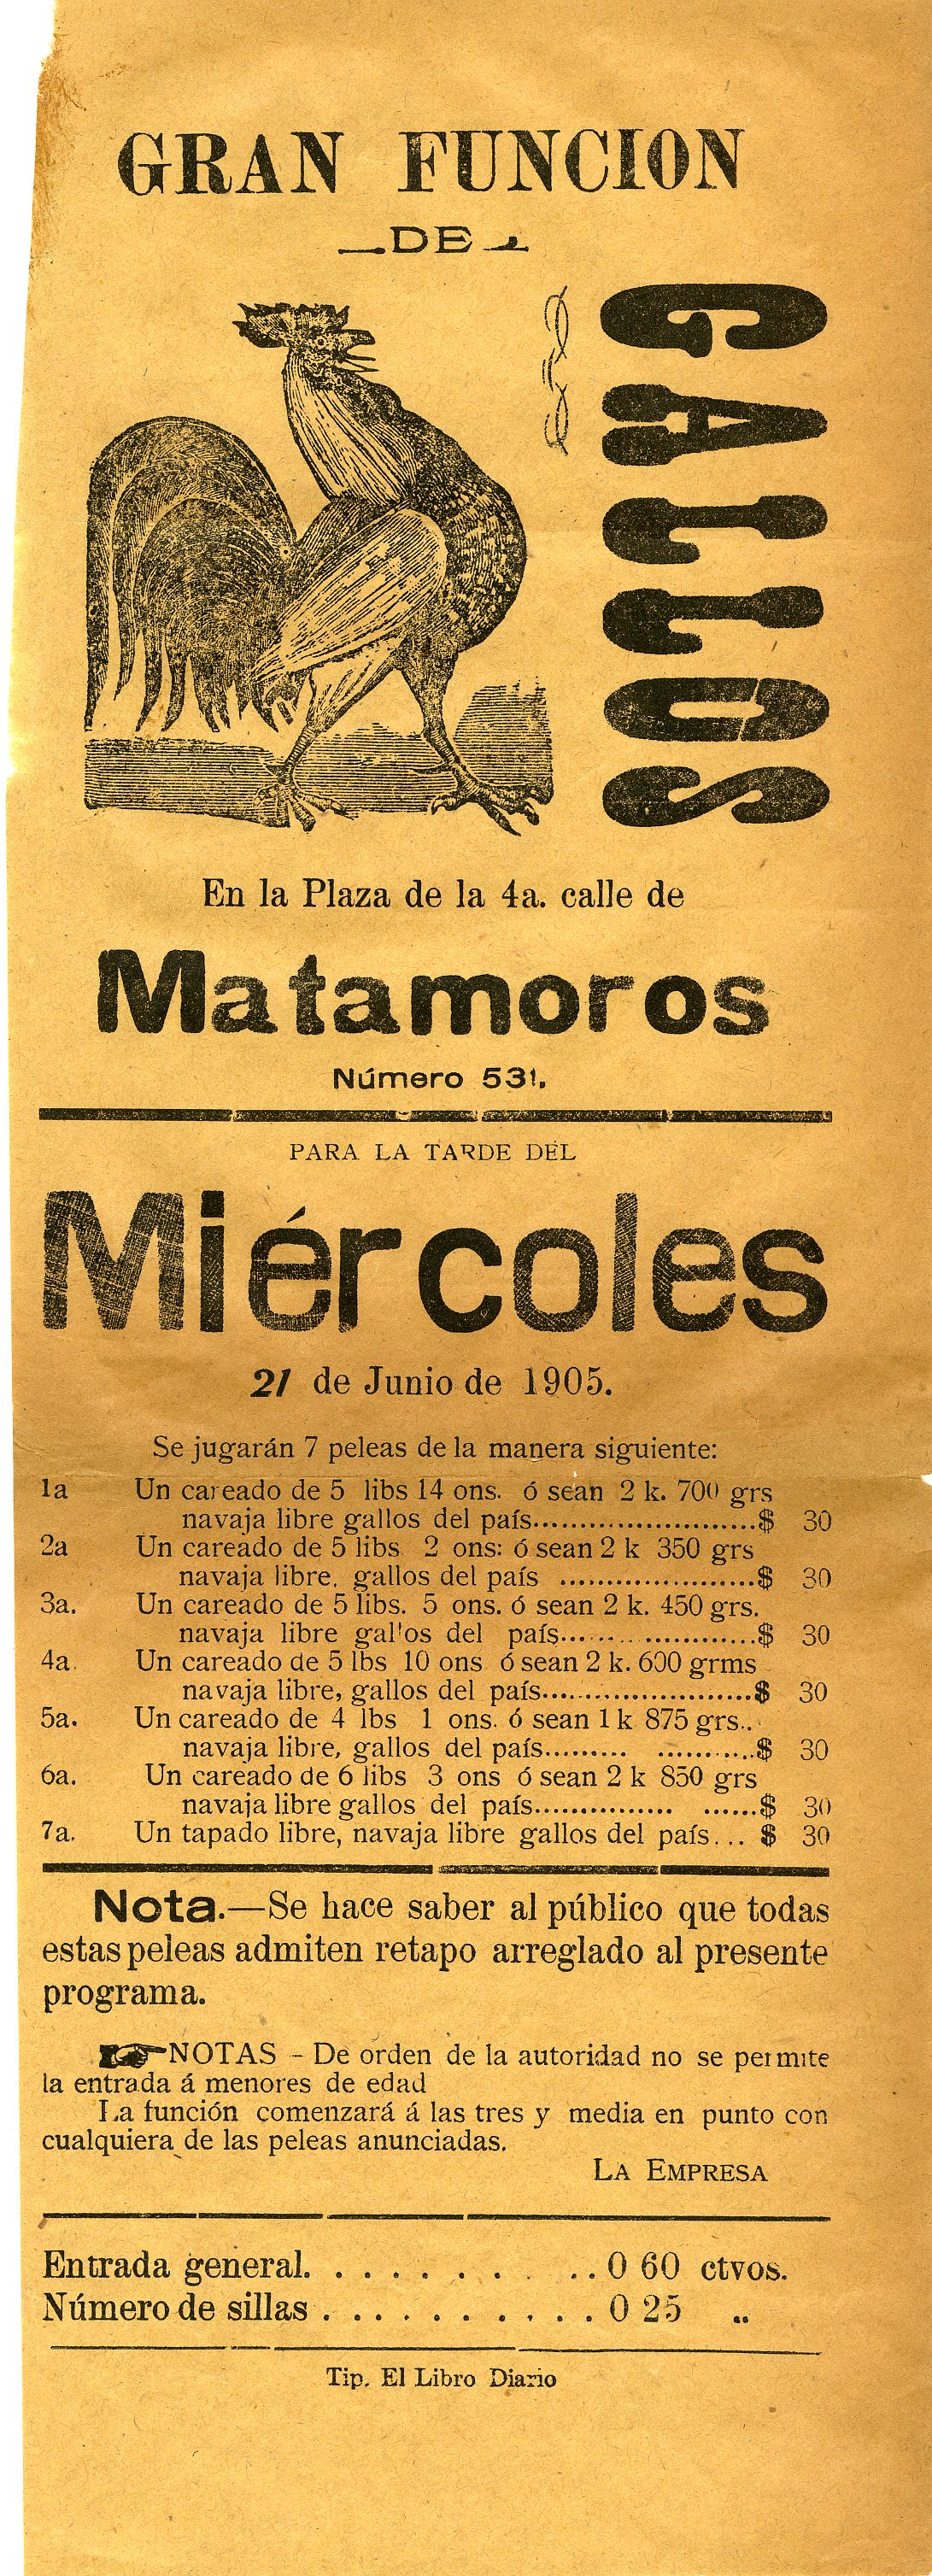 GRAN FUNCION
DE
GALLOS
En la Plaza de la 4a. calle de
Matamoros
Número 531.
PARA LA TARDE DEL
Miércoles
21 de Junio de 1905.
Se jugarán 7 peleas de la manera siguiente:
1a Un careado de 5 libs 14 ons. ó sean 2 k. 700 grs
navaja libre gallos del país.........................$ 30
2a Un careado de 5 libs 2 ons: ó sean 2 k 350 grs
navaja libre, gallos del país ......................$ 30
3a. Un careado de 5 libs. 5 ons. ó sean 2 k. 450 grs.
navaja libre gallos del país...... ..............$ 30
4a. Un careado de 5 lbs 10 ons ó sean 2 k. 600 grms
navaja libre, gallos del país........................$ 30
5a. Un careado de 4 lbs 1 ons. ó sean 1 k 875 grs..
navaja libre, gallos del país......... ...........$ 30
6a. Un careado de 6 libs 3 ons ó sean 2 k 850 grs
navaja libre gallos del país............... ......$ 30
7a. Un tapado libre, navaja libre gallos del país... $ 30
Nota.—Se hace saber al público que todas
estas peleas admiten retapo arreglado al presente
programa.
NOTAS - De orden de la autoridad no se permite
la entrada á menores de edad
La función comenzará á las tres y media en punto con
cualquiera de las peleas anunciadas.
LA EMPRESA
Entrada general. . . . . . . . . .. 0 60 ctvos.
Número de sillas . . . . . . . . . . . 0 25 „
Tip. El Libro Diario